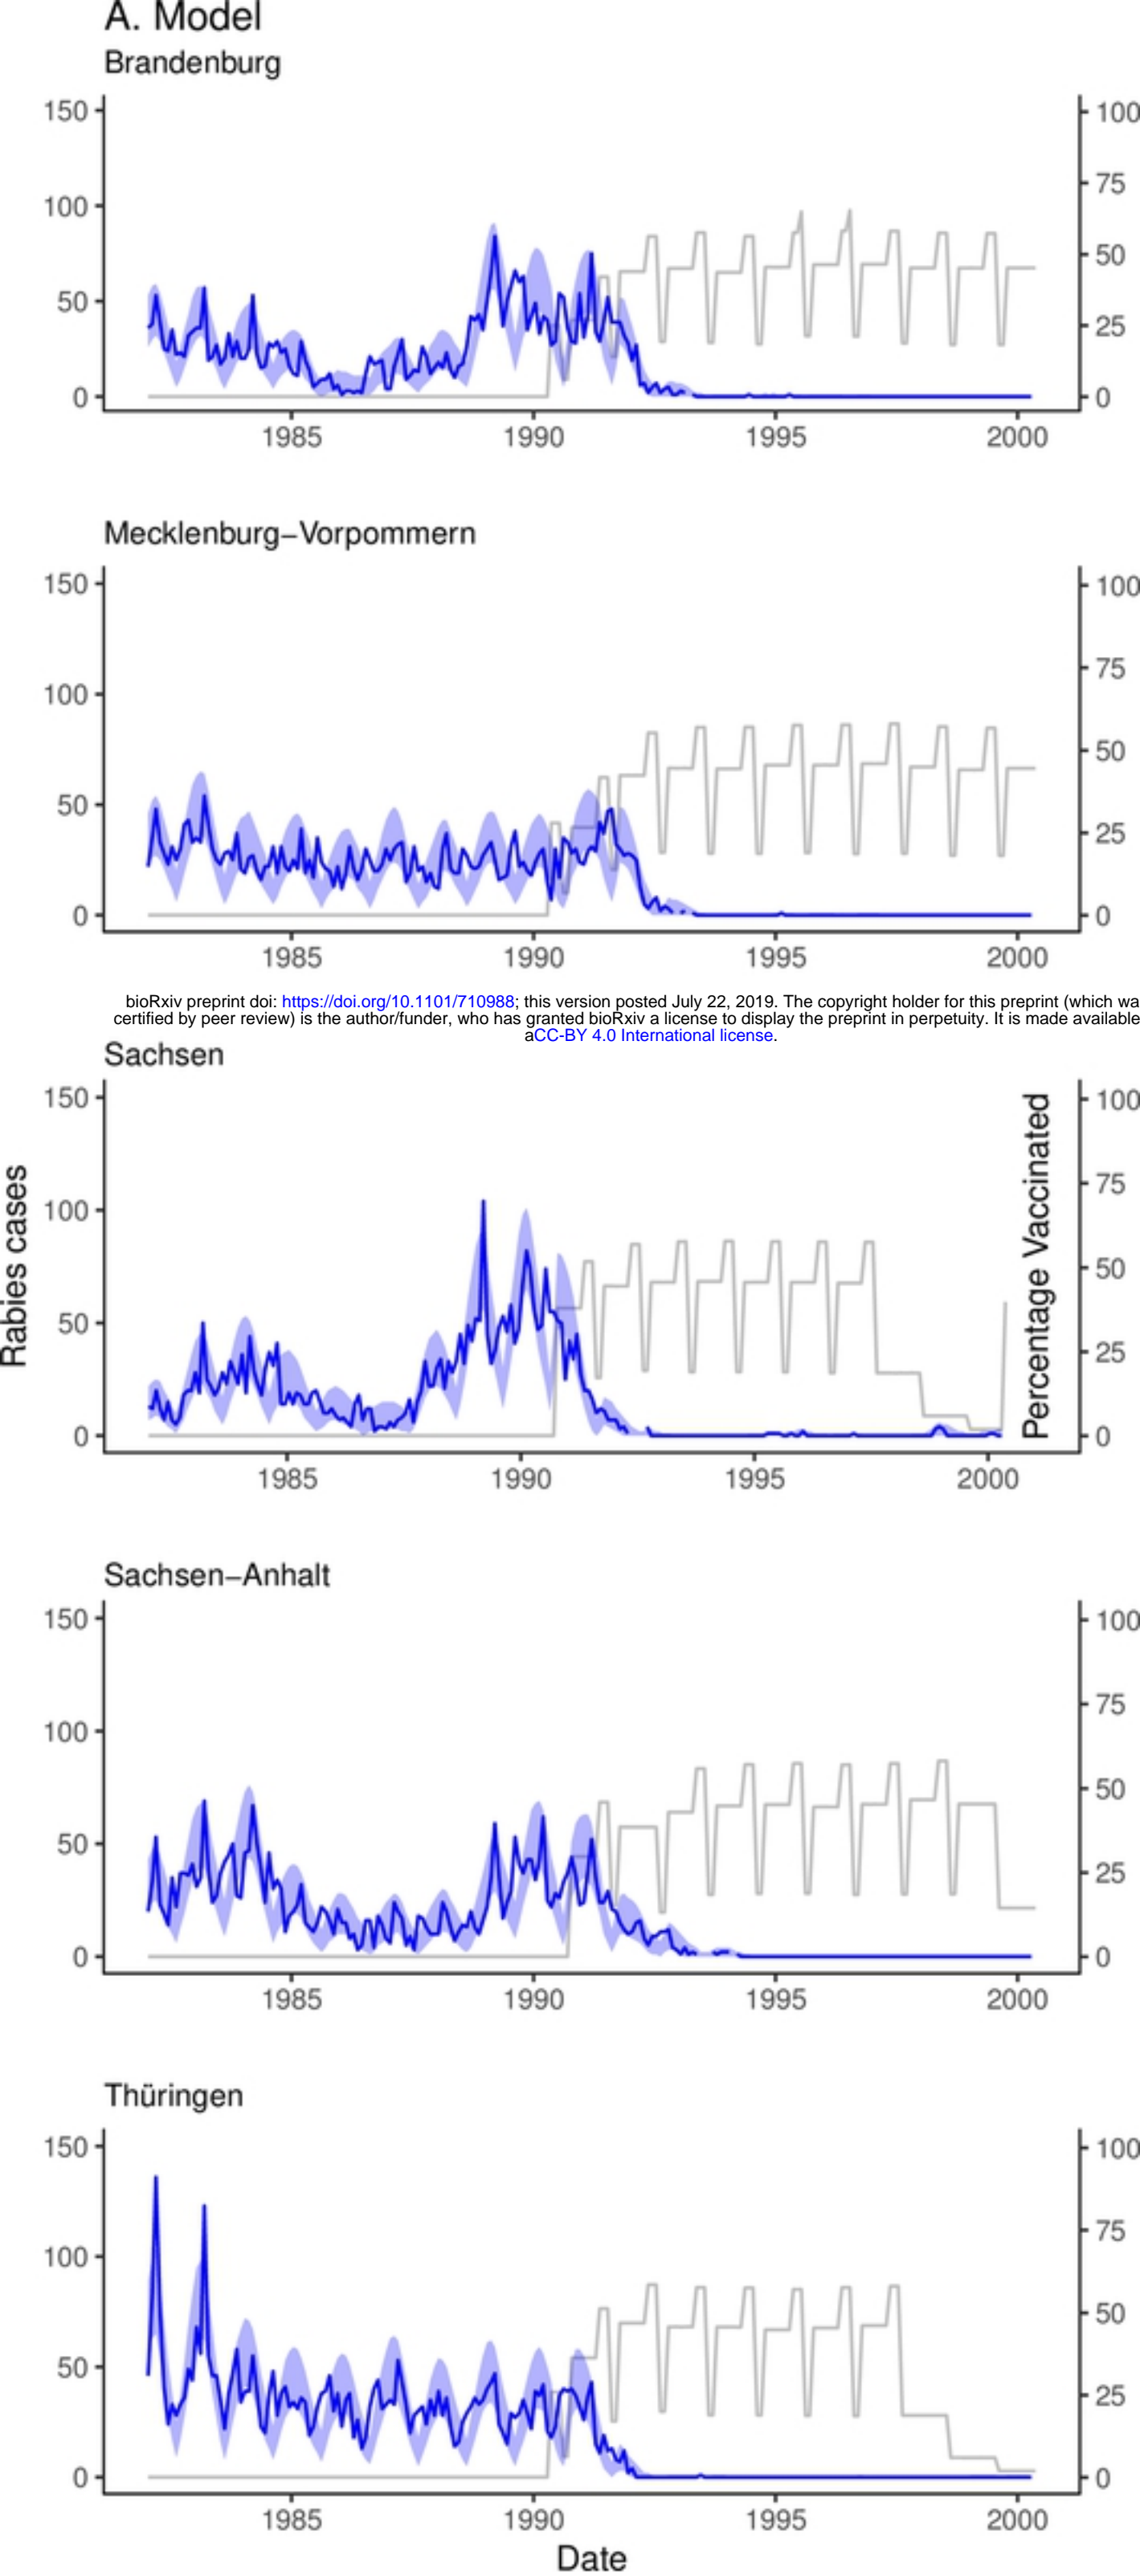 A. Model
Brandenburg
150
100
50
0
100
75
50
25
0
1985 1990 1995 2000
Mecklenburg−Vorpommern
150
100
50
0
100
75
50
25
0
1985 1990 1995 2000
bioRxiv preprint doi: https://doi.org/10.1101/710988; this version posted July 22, 2019. The copyright holder for this preprint (which wa
certified by peer review) is the author/funder, who has granted bioRxiv a license to display the preprint in perpetuity. It is made available
aCC-BY 4.0 International license.
Sachsen
Rabies cases
150
100
50
0
Percentage Vaccinated
100
75
50
25
0
1985 1990 1995 2000
Sachsen−Anhalt
150
100
50
0
100
75
50
25
0
1985 1990 1995 2000
Thüringen
150
100
50
0
100
75
50
25
0
1985 1990 1995 2000
Date